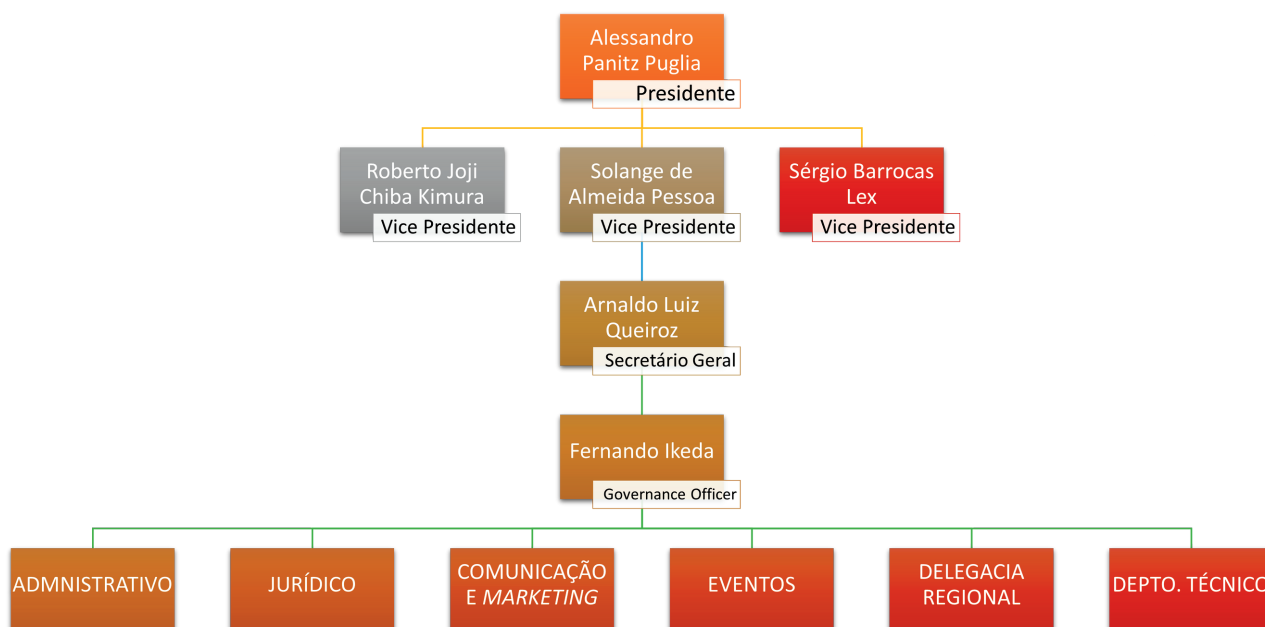 Alessandro
Panitz Puglia
Presidente
Roberto Joji
Chiba Kimura
Vice Presidente
Solange de
Almeida Pessoa
Vice Presidente
Sérgio Barrocas
Lex
Vice Presidente
Arnaldo Luiz
Queiroz
Secretário Geral
Fernando Ikeda
Governance Officer
ADMNISTRATIVO
JURÍDICO
COMUNICAÇÃO
E MARKETING
EVENTOS
DELEGACIA
REGIONAL
DEPTO. TÉCNICO